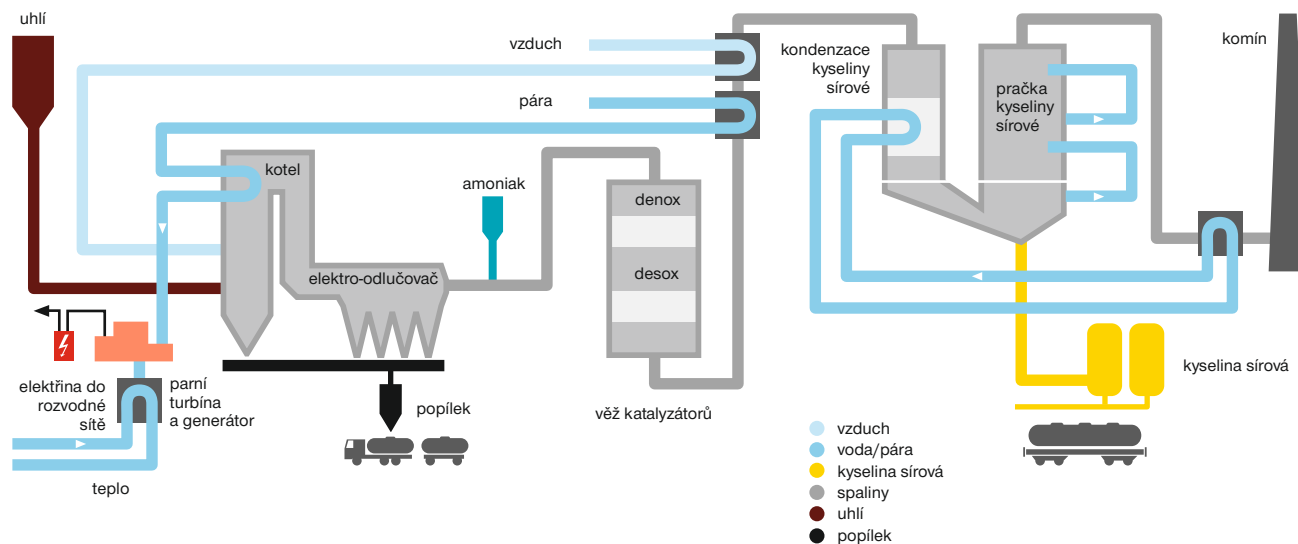 uhlí
vzduch
pára
kondenzace
kyseliny
sírové
pračka
kyseliny
sírové
komín
kotel
amoniak
denox
desox
elektro-odlučovač
elektřina do
rozvodné
sítě
parní
turbína
a generátor
popílek
věž katalyzátorů
kyselina sírová
teplo
vzduch
voda/pára
kyselina sírová
spaliny
uhlí
popílek